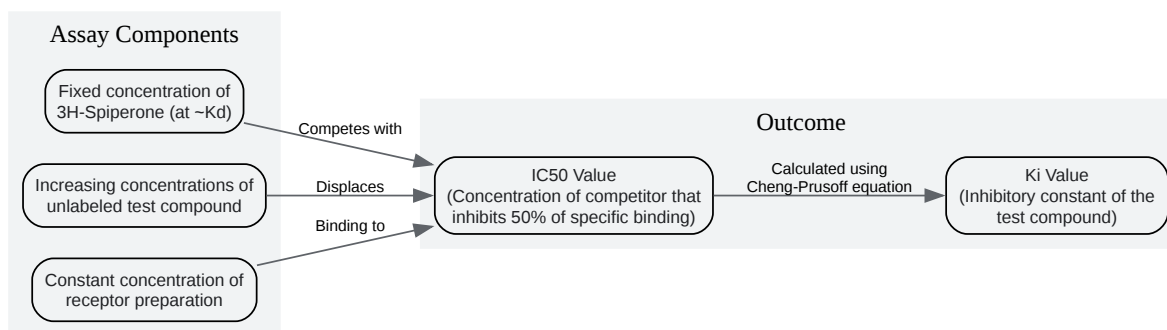 Assay Components
Fixed concentration of
3H-Spiperone (at ~Kd)
Increasing concentrations of
unlabeled test compound
Constant concentration of
receptor preparation
Competes with
Displaces
Binding to
Outcome
IC50 Value
(Concentration of competitor that
inhibits 50% of specific binding)
Calculated using
Cheng-Prusoff equation
Ki Value
(Inhibitory constant of the
test compound)